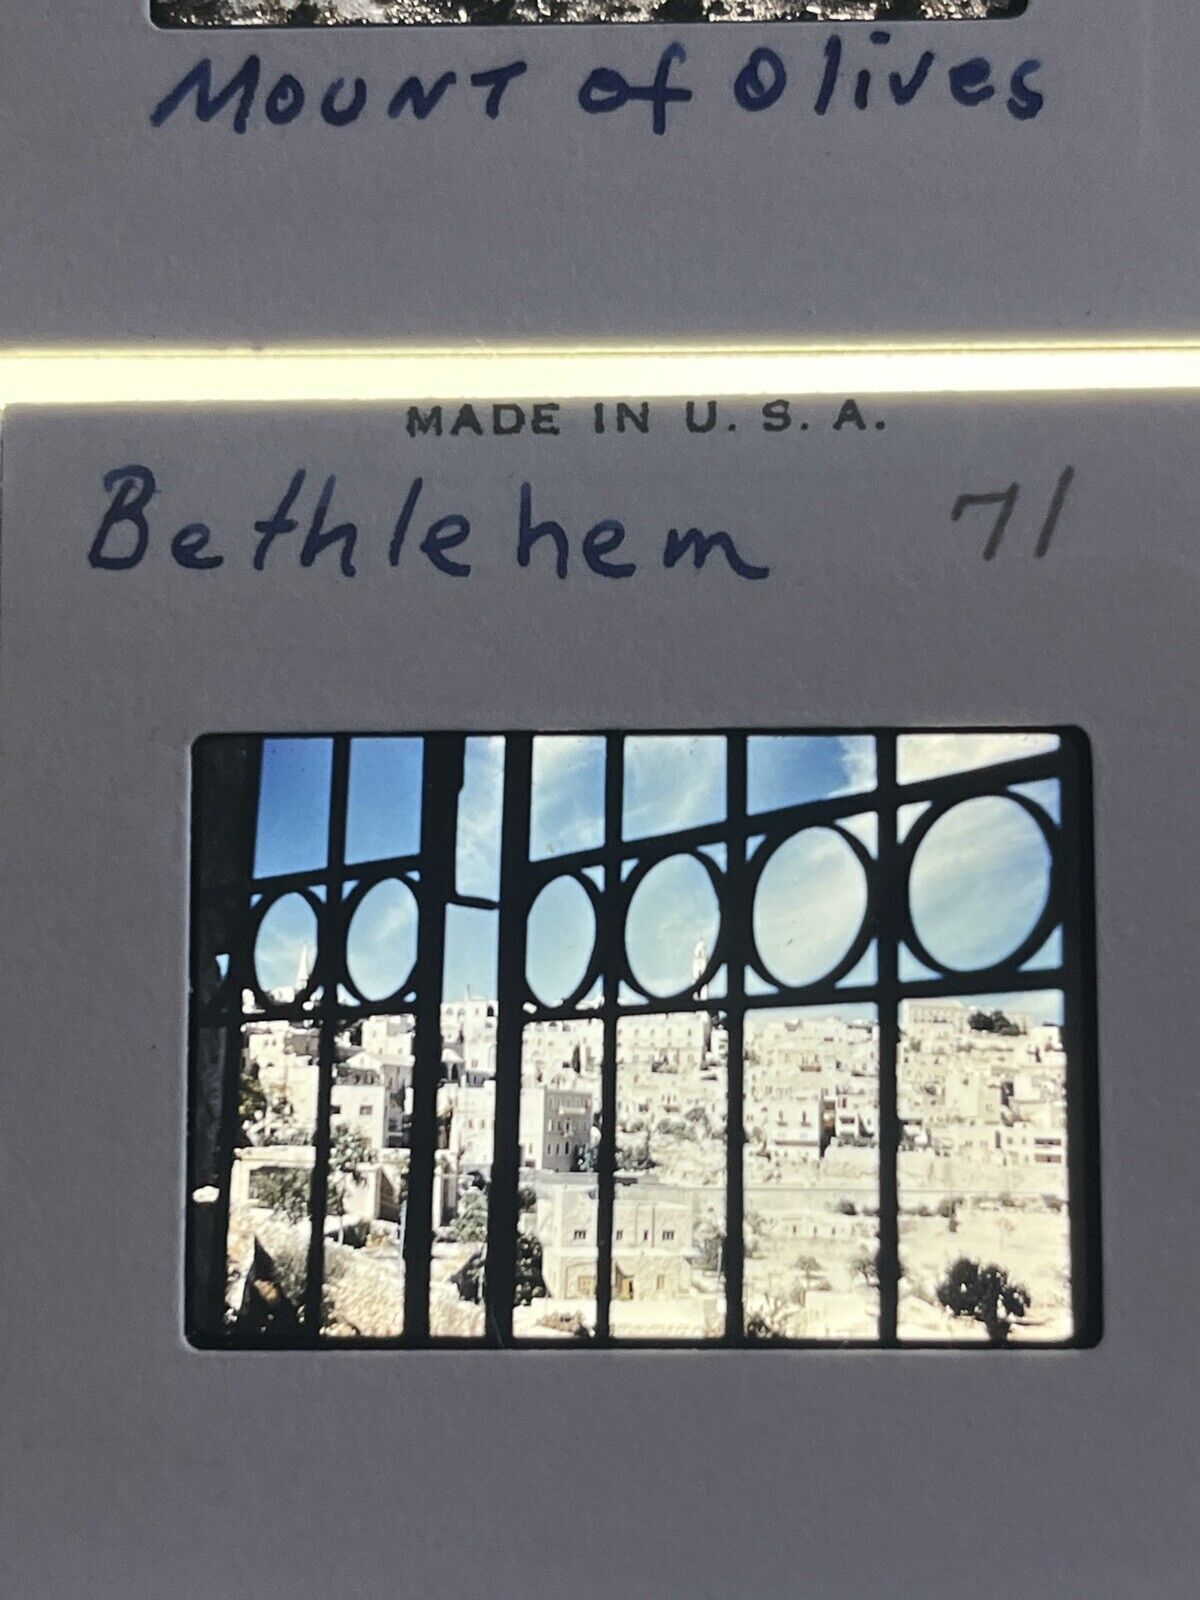 MOUNT of Olives
MADE IN U. S. A.
Bethlehem 71